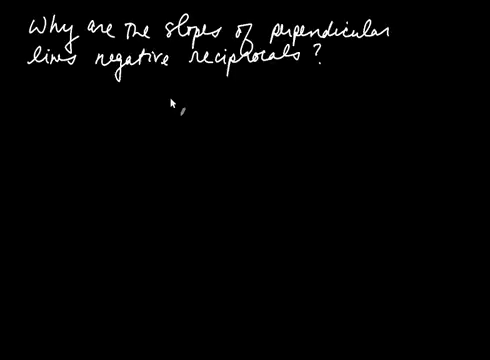 Why are the slopes of perpendicular
lines negative reciprocals?